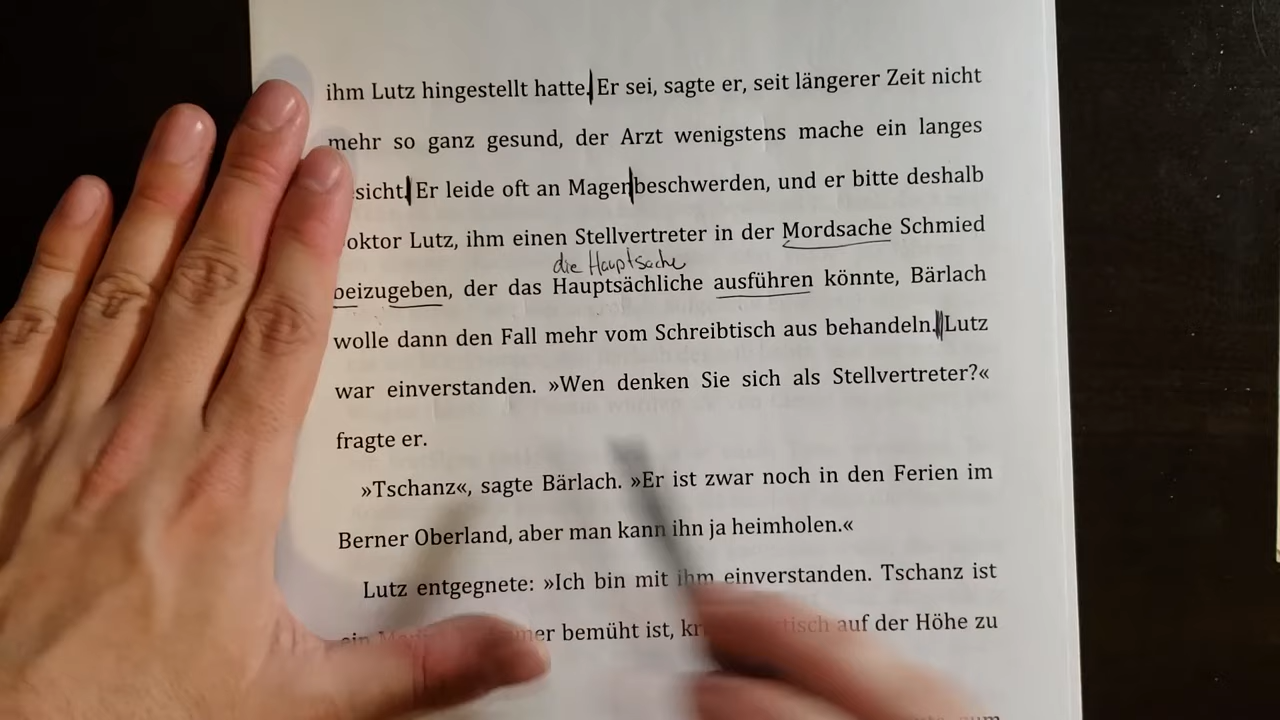 ihm Lutz hingestellt hatte. Er sei, sagte er, seit längerer Zeit nicht
mehr so ganz gesund, der Arzt wenigstens mache ein langes
sicht. Er leide oft an Magenbeschwerden, und er bitte deshalb
oktor Lutz, ihm einen Stellvertreter in der Mordsache Schmied
die Hauptsache
beizugeben, der das Hauptsächliche ausführen könnte, Bärlach
wolle dann den Fall mehr vom Schreibtisch aus behandeln. Lutz
war einverstanden. »Wen denken Sie sich als Stellvertreter?«
fragte er.
»Tschanz«, sagte Bärlach. »Er ist zwar noch in den Ferien im
Berner Oberland, aber man kann ihn ja heimholen.«
Lutz entgegnete: »Ich bin mit ihm einverstanden. Tschanz ist
ein bemüht ist, auf der Höhe zu